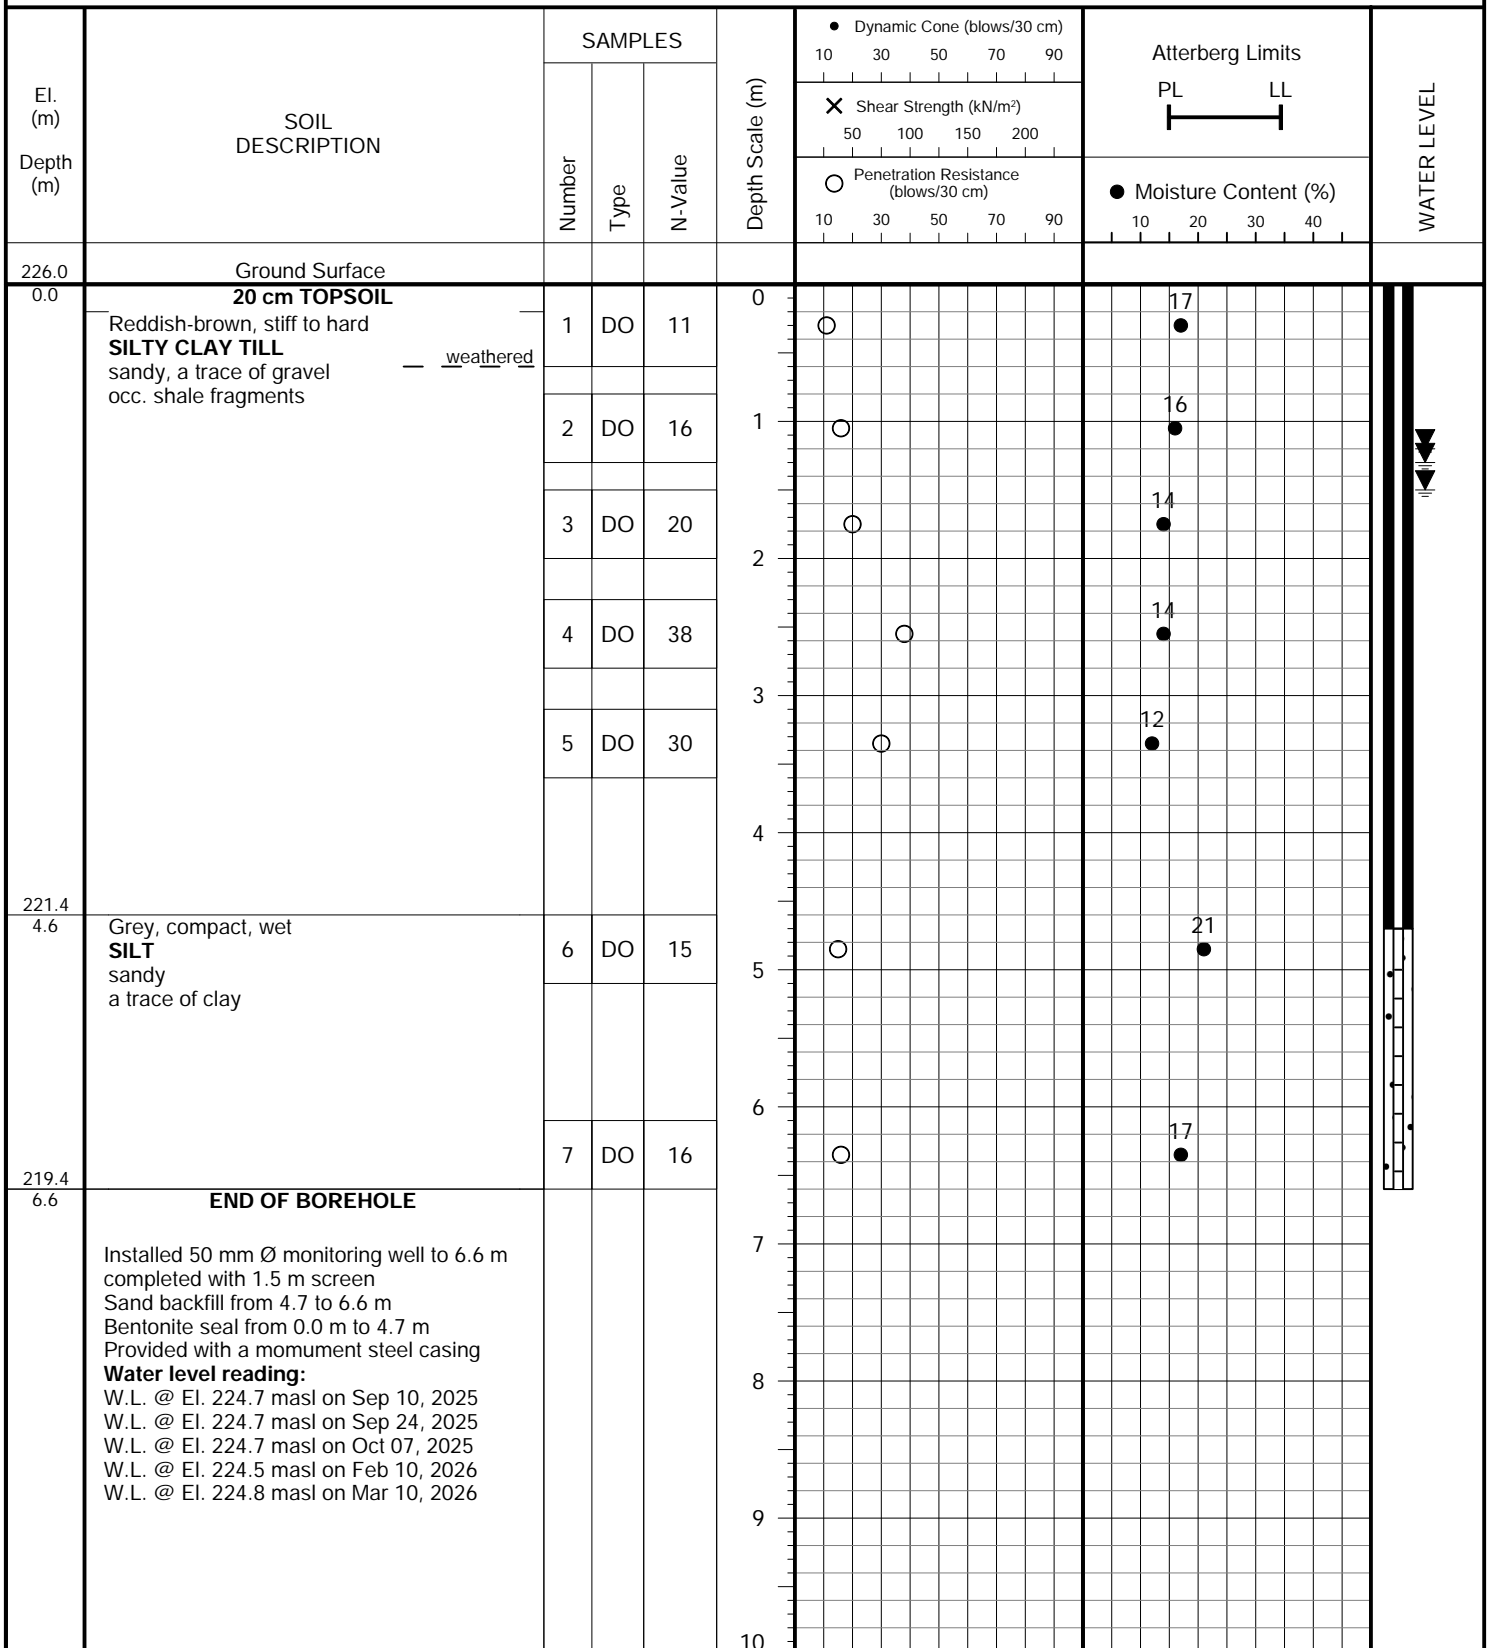 El.
(m)
Depth
(m)
SOIL
DESCRIPTION
SAMPLES
Number
Type
N-Value
Depth Scale (m)
Dynamic Cone (blows/30 cm)
10 30 50 70 90
Shear Strength (kN/m²)
50 100 150 200
Penetration Resistance
(blows/30 cm)
10 30 50 70 90
Atterberg Limits
PL LL
Moisture Content (%)
10 20 30 40
WATER LEVEL
226.0 Ground Surface
0.0 20 cm TOPSOIL 0
17
Reddish-brown, stiff to hard 1 DO 11
SILTY CLAY TILL
weathered
sandy, a trace of gravel
occ. shale fragments
16
1
2 DO 16
14
3 DO 20
2
14
4 DO 38
3
12
5 DO 30
4
221.4
4.6 Grey, compact, wet 21
SILT 6 DO 15
sandy 5
a trace of clay
6
17
7 DO 16
219.4
6.6 END OF BOREHOLE
7
Installed 50 mm Ø monitoring well to 6.6 m
completed with 1.5 m screen
Sand backfill from 4.7 to 6.6 m
Bentonite seal from 0.0 m to 4.7 m
Provided with a momument steel casing
Water level reading: 8
W.L. @ El. 224.7 masl on Sep 10, 2025
W.L. @ El. 224.7 masl on Sep 24, 2025
W.L. @ El. 224.7 masl on Oct 07, 2025
W.L. @ El. 224.5 masl on Feb 10, 2026
W.L. @ El. 224.8 masl on Mar 10, 2026
9
10